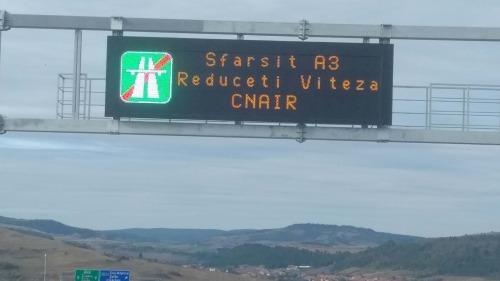 Sfarsit A3
Reduceti Viteza
CNAIR